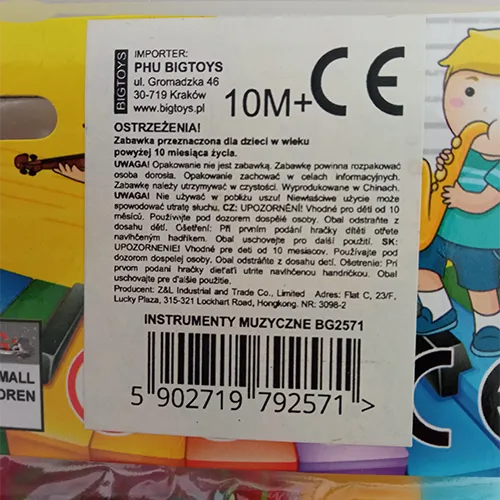 BIGTOYS
IMPORTER:
PHU BIGTOYS
ul. Gromadzka 46
30-719 Kraków
www.bigtoys.pl
10M+ CE
OSTRZEŻENIA!
Zabawka przeznaczona dla dzieci w wieku
powyżej 10 miesiąca życia.
UWAGA! Opakowanie nie jest zabawką. Zabawkę powinna rozpakować
osoba dorosła. Opakowanie zachować w celach informacyjnych.
Zabawkę należy utrzymywać w czystości. Wyprodukowane w Chinach.
UWAGA! Nie używać w pobliżu uszu! Niewłaściwe użycie może
spowodować utratę słuchu. CZ: UPOZORNĚNÍ! Vhodné pro děti od 10
měsíců. Používejte pod dozorem dospělé osoby. Obal odstraňte z
dosahu dětí. Ošetření: Při prvním podání hračky dítěti otřete
navlhčeným hadříkem. Obal uschovejte pro další použití. SK:
UPOZORNENIE! Vhodné pre deti od 10 mesiacov. Používajte pod
dozorom dospelej osoby. Obal odstráňte z dosahu detí. Ošetrenie: Pri
prvom podaní hračky dieťaťi utrite navlhčenou handričkou. Obal
uschovajte pre ďalšie použitie.
Producent: Z&L Industrial and Trade Co., Limited Adres: Flat C, 23/F,
Lucky Plaza, 315-321 Lockhart Road, Hongkong. NR: 3098-2
INSTRUMENTY MUZYCZNE BG2571
5 902719 792571 >
MALL
OREN
C e